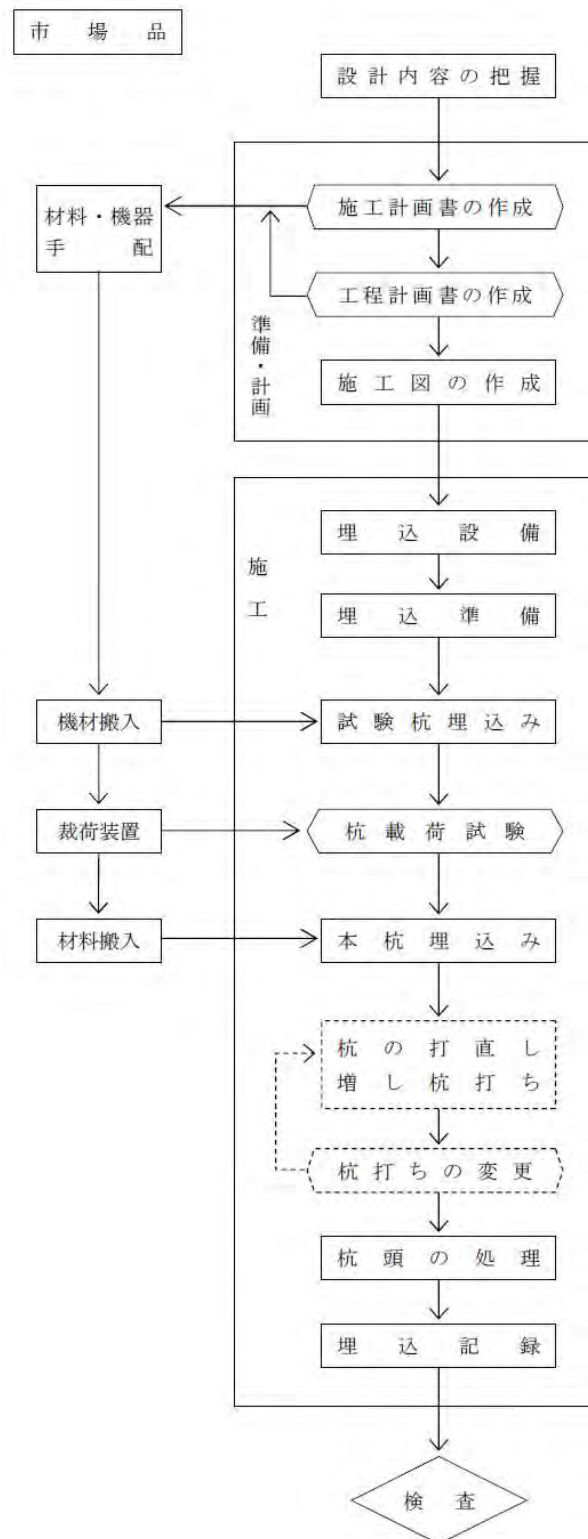 市場品
設計内容の把握
施工計画書の作成
材料・機器
手配
工程計画書の作成
準備・計画
施工図の作成
埋込設備
施工
埋込準備
機材搬入
試験杭埋込み
裁荷装置
杭載荷試験
材料搬入
本杭埋込み
杭の打直し
増し杭打ち
杭打ちの変更
杭頭の処理
埋込記録
検査